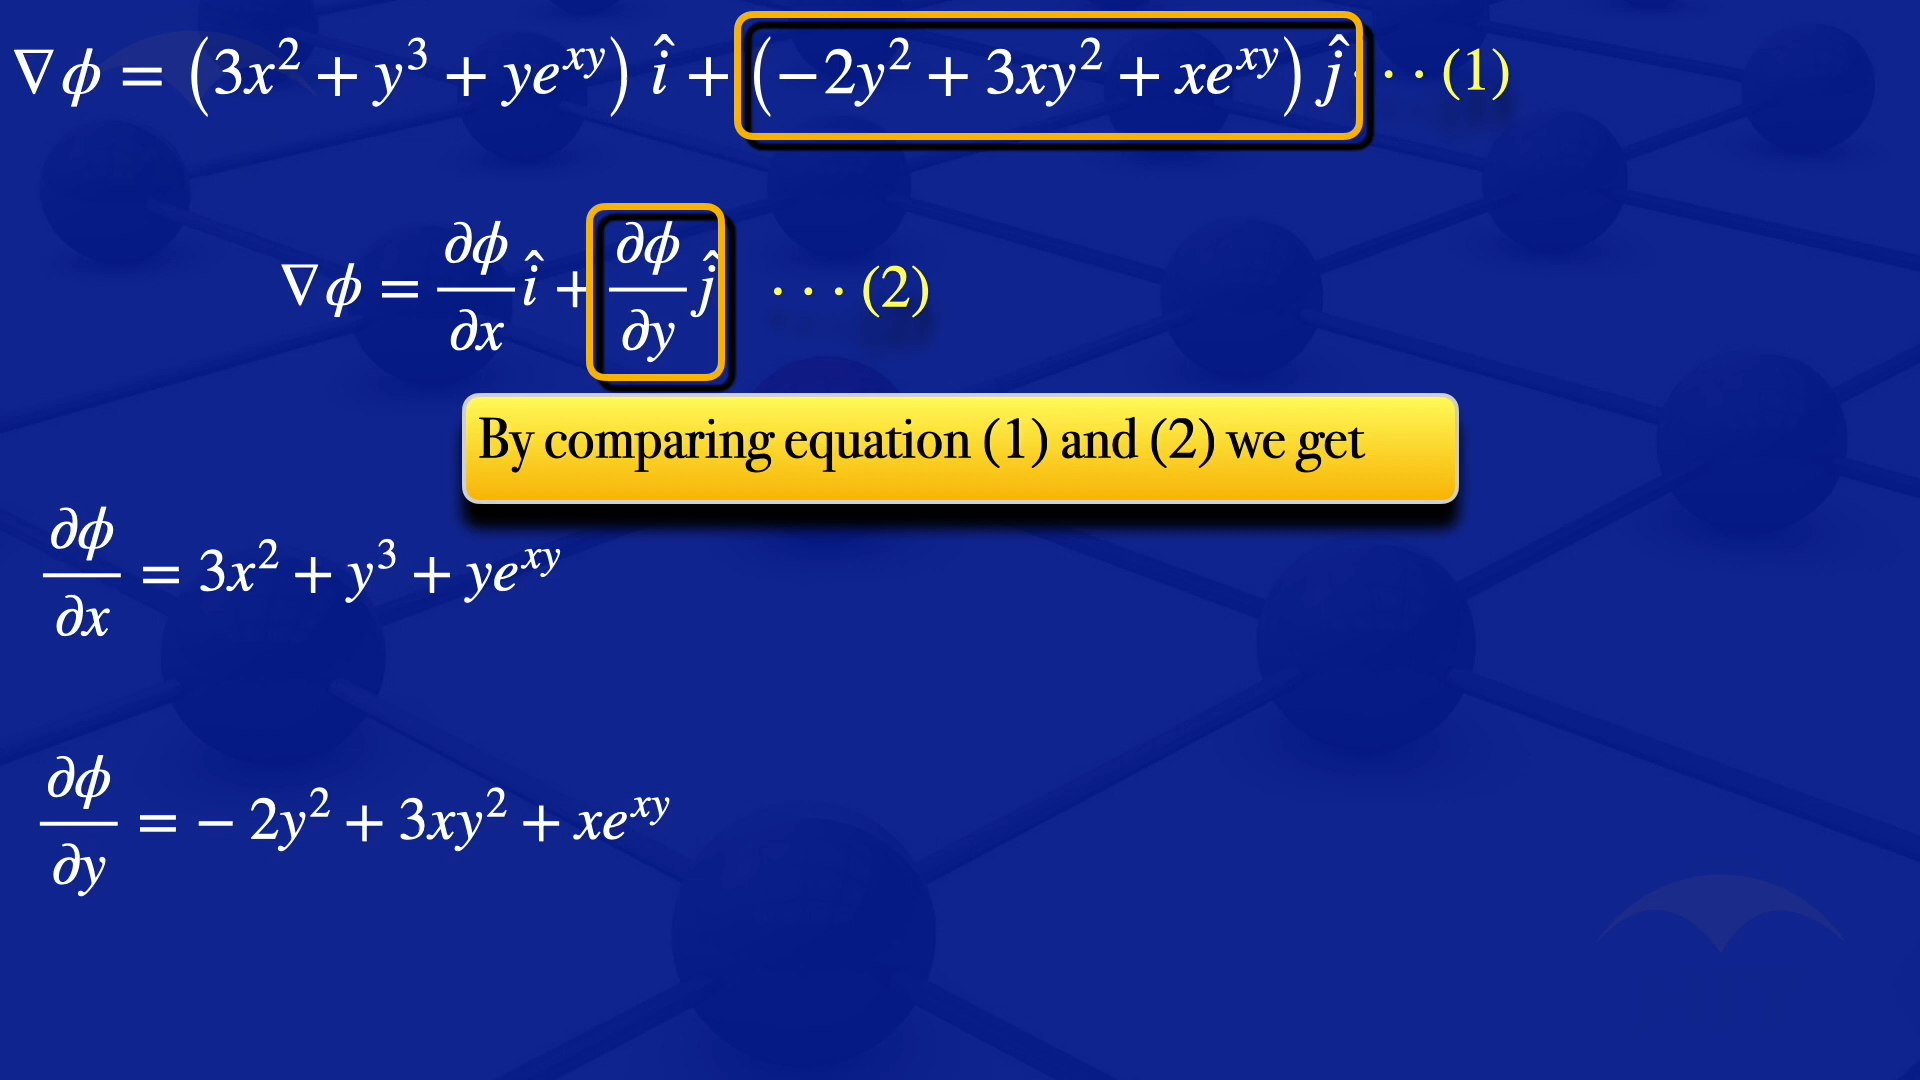 ∇ϕ = (3x² + y³ + ye^{xy}) î + (−2y² + 3xy² + xe^{xy}) ĵ · · · (1)
∇ϕ = ∂ϕ/∂x î + ∂ϕ/∂y ĵ · · · (2)
By comparing equation (1) and (2) we get
∂ϕ/∂x = 3x² + y³ + ye^{xy}
∂ϕ/∂y = − 2y² + 3xy² + xe^{xy}